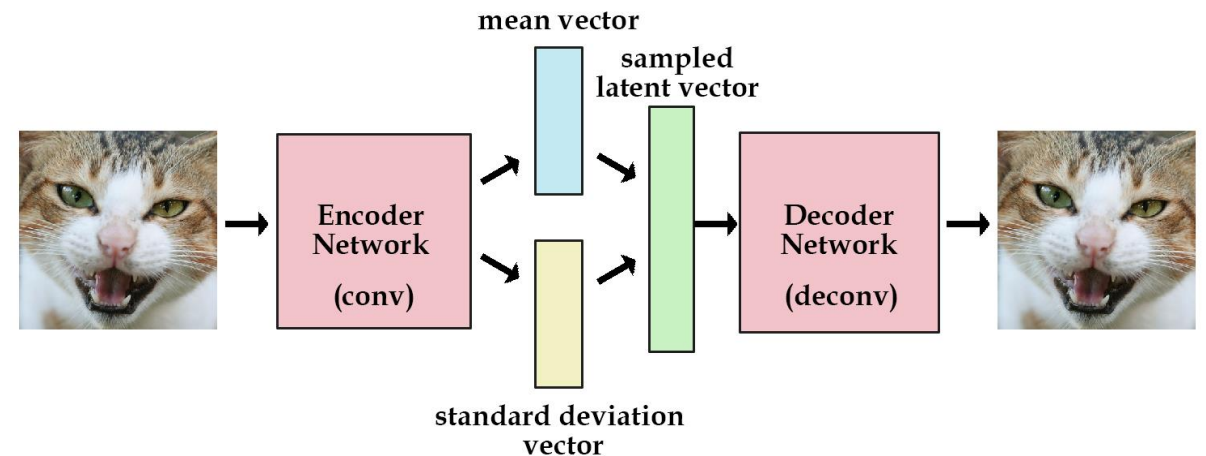 mean vector
sampled
latent vector
Encoder
Network
(conv)
Decoder
Network
(deconv)
standard deviation
vector